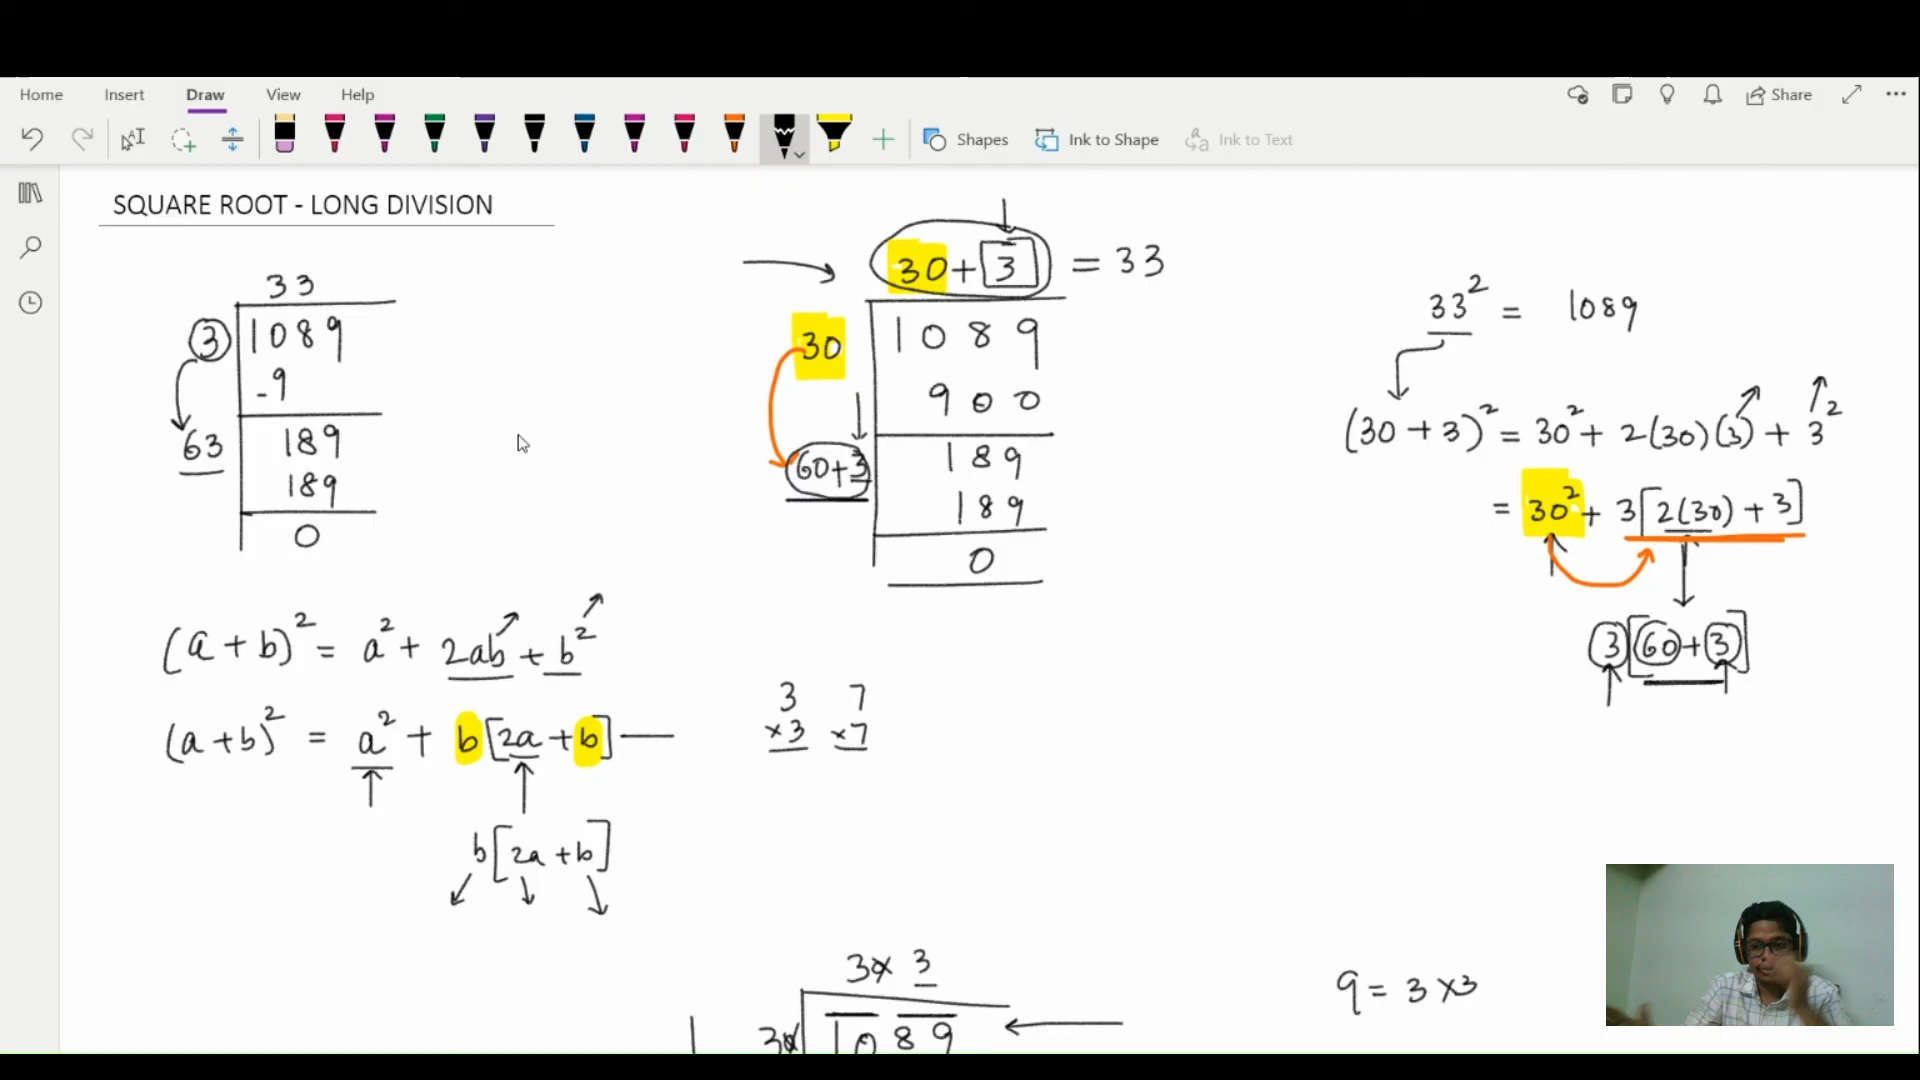 Home Insert Draw View Help Share
Shapes Ink to Shape Ink to Text
SQUARE ROOT - LONG DIVISION
33
3 1089
-9
63 189
189
0
30+3 = 33
30 1089
900
60+3 189
189
0
33² = 1089
(30+3)² = 30² + 2(30)(3) + 3²
= 30² + 3[2(30)+3]
3[60+3]
(a+b)² = a² + 2ab + b²
(a+b)² = a² + b[2a+b]
b[2a+b]
3 7
×3 ×7
30 3
30 1089
9 = 3×3